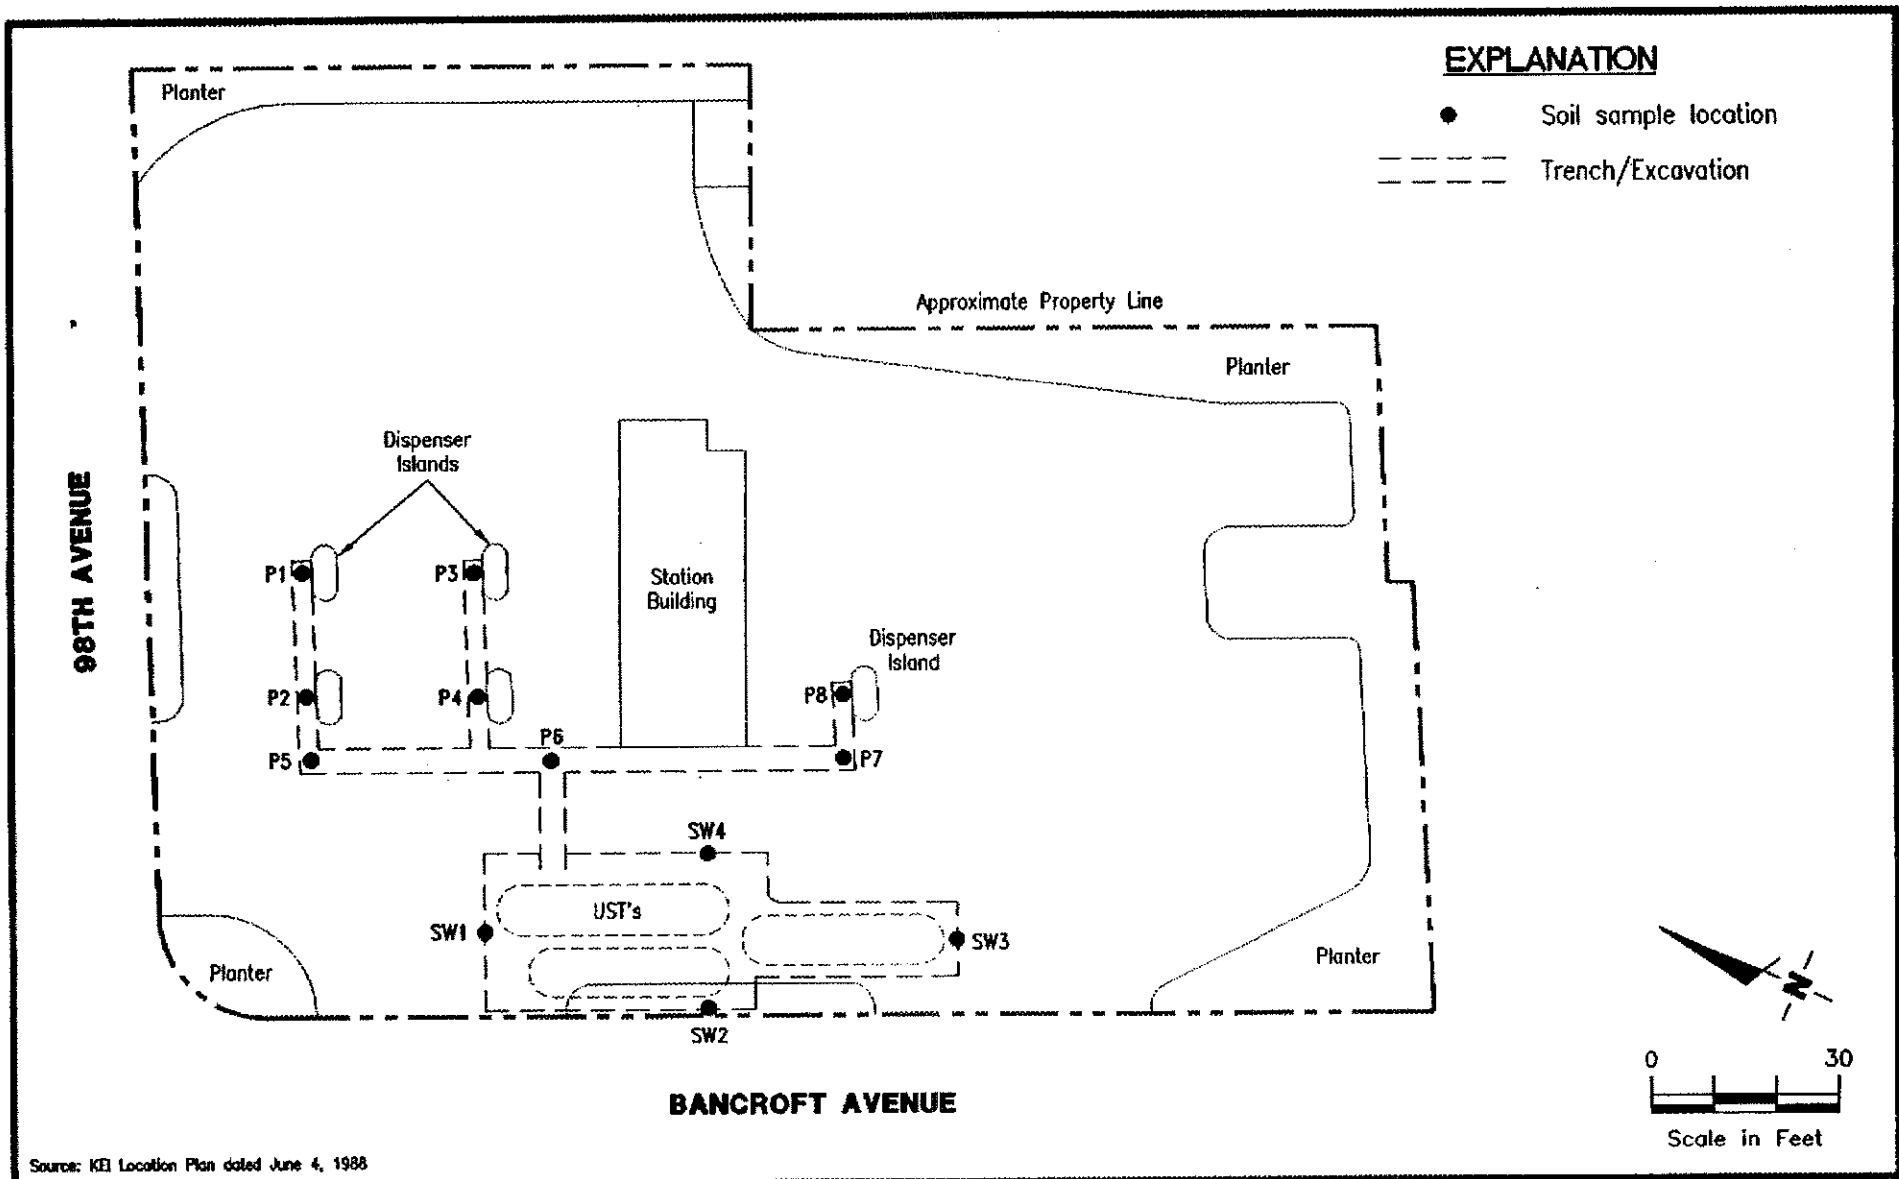 EXPLANATION
Soil sample location
Trench/Excavation
Planter
Approximate Property Line
Planter
Dispenser
Islands
98TH AVENUE
P1
P3
Station
Building
Dispenser
Island
P2
P4
P8
P5
P6
P7
SW4
UST's
SW1
SW3
Planter
Planter
SW2
N
0 30
Scale in Feet
BANCROFT AVENUE
Source: KEI Location Plan dated June 4, 1988